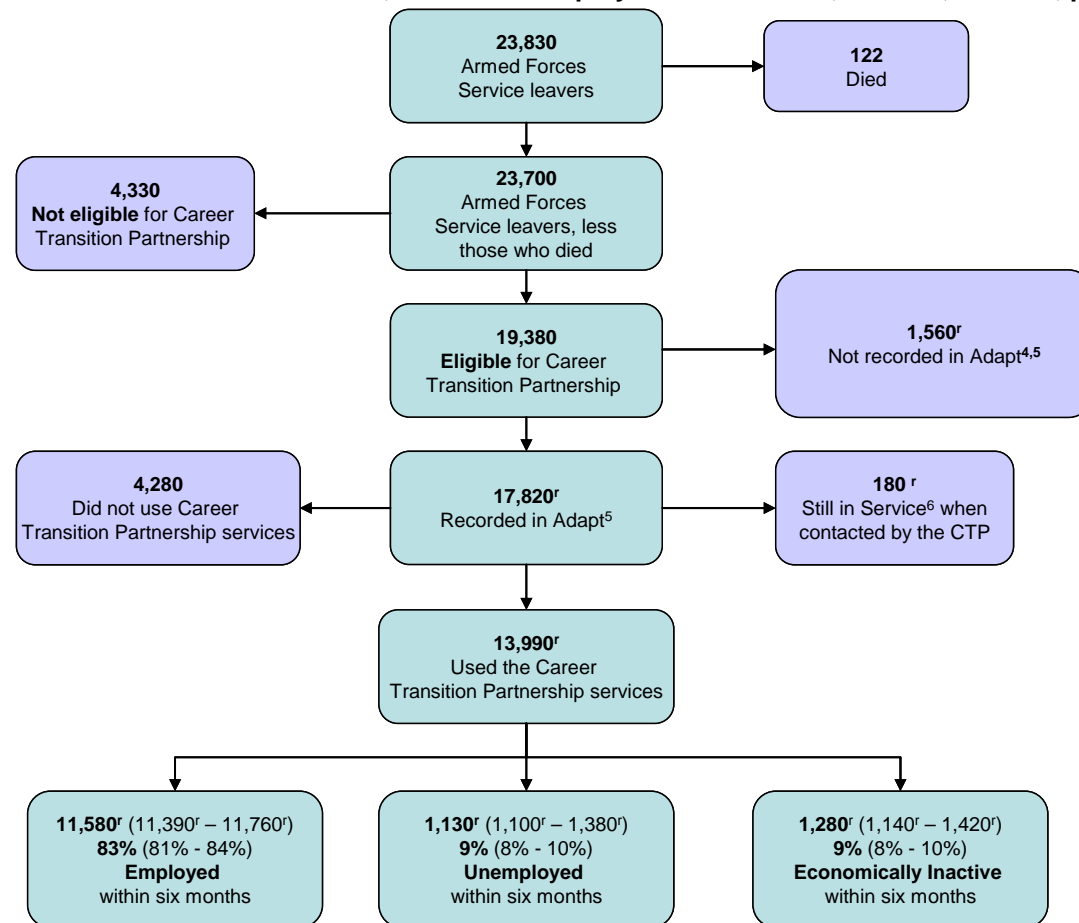 23,830
Armed Forces
Service leavers
122
Died
4,330
Not eligible for Career
Transition Partnership
23,700
Armed Forces
Service leavers, less
those who died
19,380
Eligible for Career
Transition Partnership
1,560ʳ
Not recorded in Adapt⁴,⁵
4,280
Did not use Career
Transition Partnership services
17,820ʳ
Recorded in Adapt⁵
180 ʳ
Still in Service⁶ when
contacted by the CTP
13,990ʳ
Used the Career
Transition Partnership services
11,580ʳ (11,390ʳ – 11,760ʳ)
83% (81% - 84%)
Employed
within six months
1,130ʳ (1,100ʳ – 1,380ʳ)
9% (8% - 10%)
Unemployed
within six months
1,280ʳ (1,140ʳ – 1,420ʳ)
9% (8% - 10%)
Economically Inactive
within six months